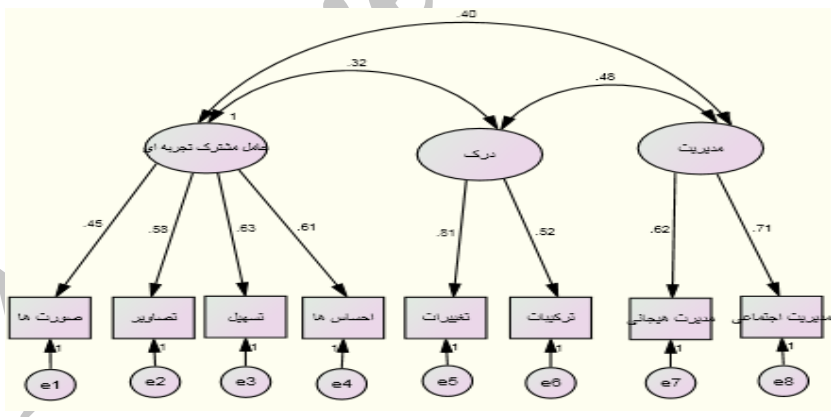 .40
.32
.48
1
عامل مشترک تجربه ای
درک
مدیریت
.45
.53
.63
.61
.81
.52
.62
.71
صورت ها
تصاویر
تسهیل
احساس ها
تغییرات
ترکیبات
مدیرت هیجانی
مدیریت اجتماعی
1
1
1
1
1
1
1
1
e1
e2
e3
e4
e5
e6
e7
e8